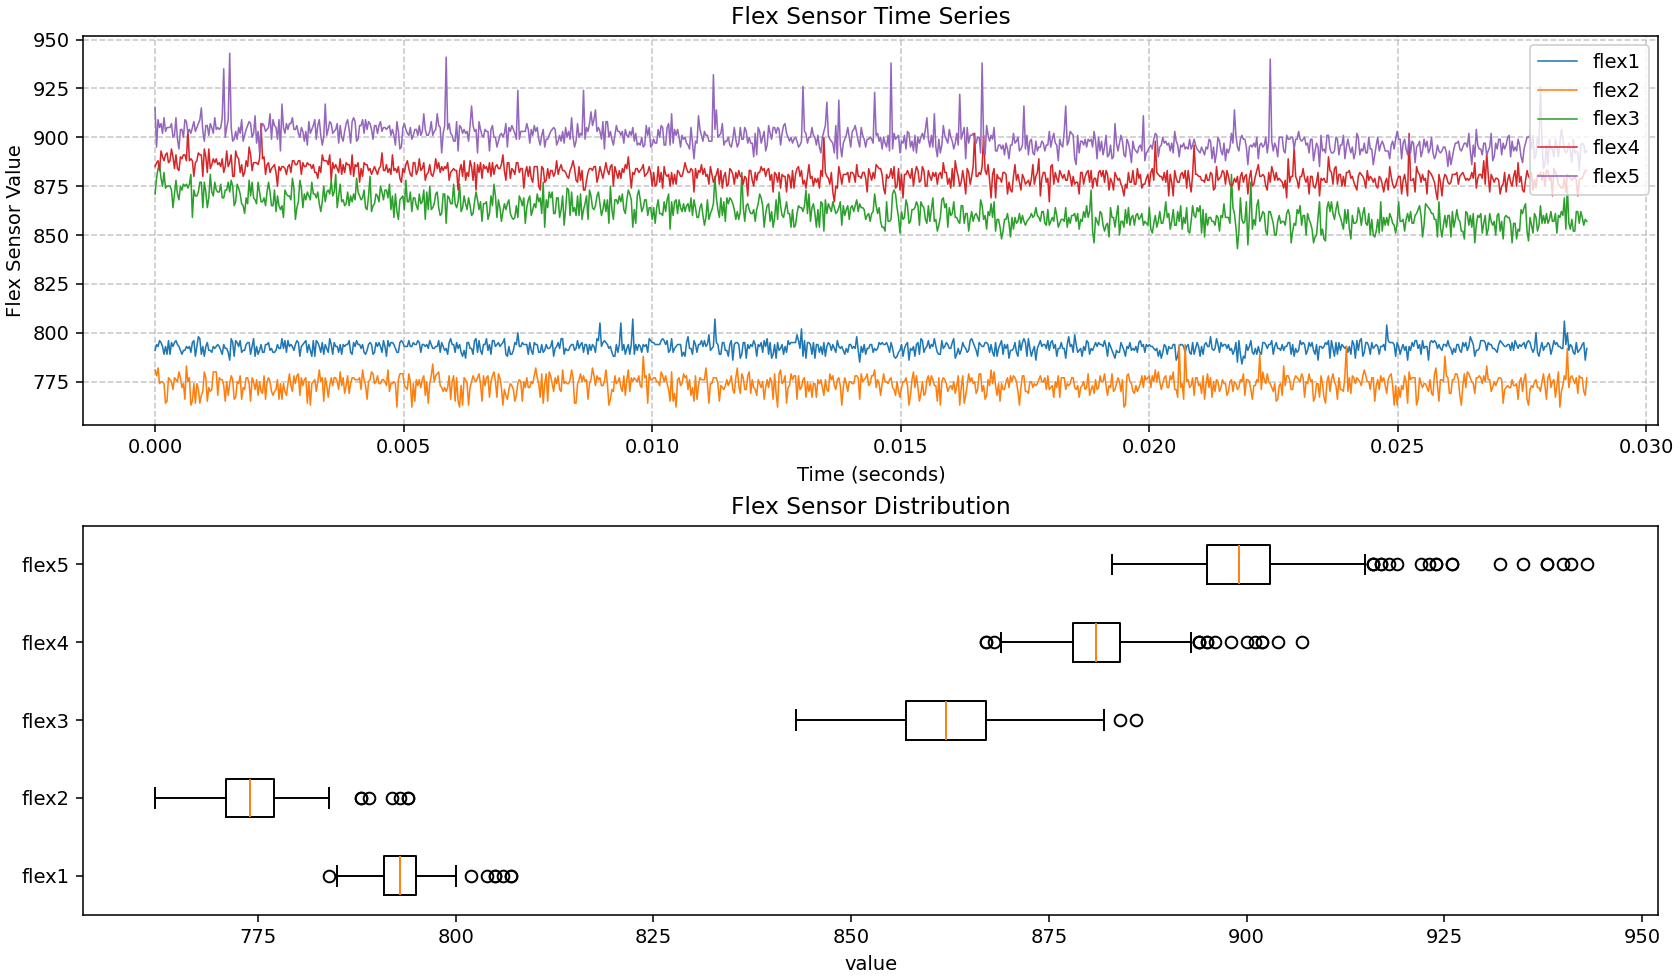 Flex Sensor Time Series
Flex Sensor Value
950
925
900
875
850
825
800
775
flex1
flex2
flex3
flex4
flex5
0.000 0.005 0.010 0.015 0.020 0.025 0.030
Time (seconds)
Flex Sensor Distribution
flex5
flex4
flex3
flex2
flex1
775 800 825 850 875 900 925 950
value